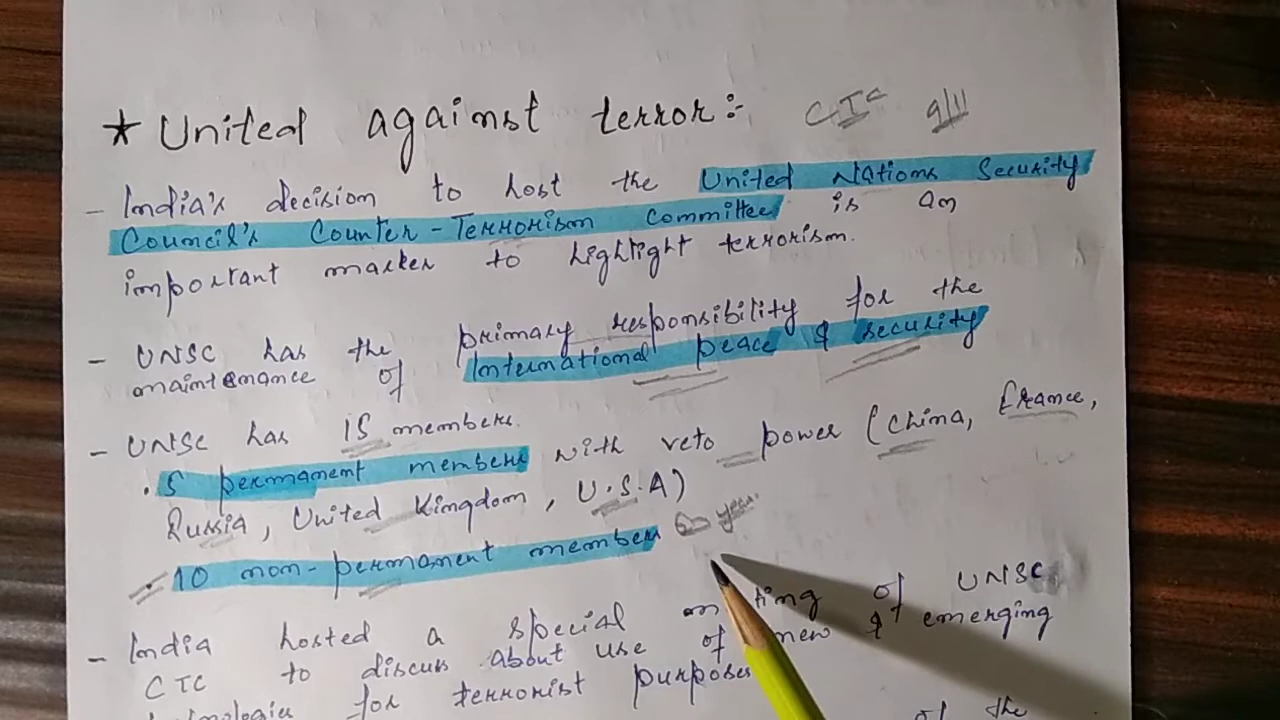 ★ United against terror :- CTC 9/11
- India's decision to host the United Nations Security
Council's Counter-Terrorism Committee is an
important marker to highlight terrorism.
- UNSC has the primary responsibility for the
maintenance of International peace & security
- UNSC has 15 members.
. 5 permanent members with veto power (China, France,
Russia, United Kingdom, U.S.A)
. 10 non-permanent members year.
- India hosted a special of UNSC
CTC to discuss about use of new & emerging
for terrorist purposes
of the